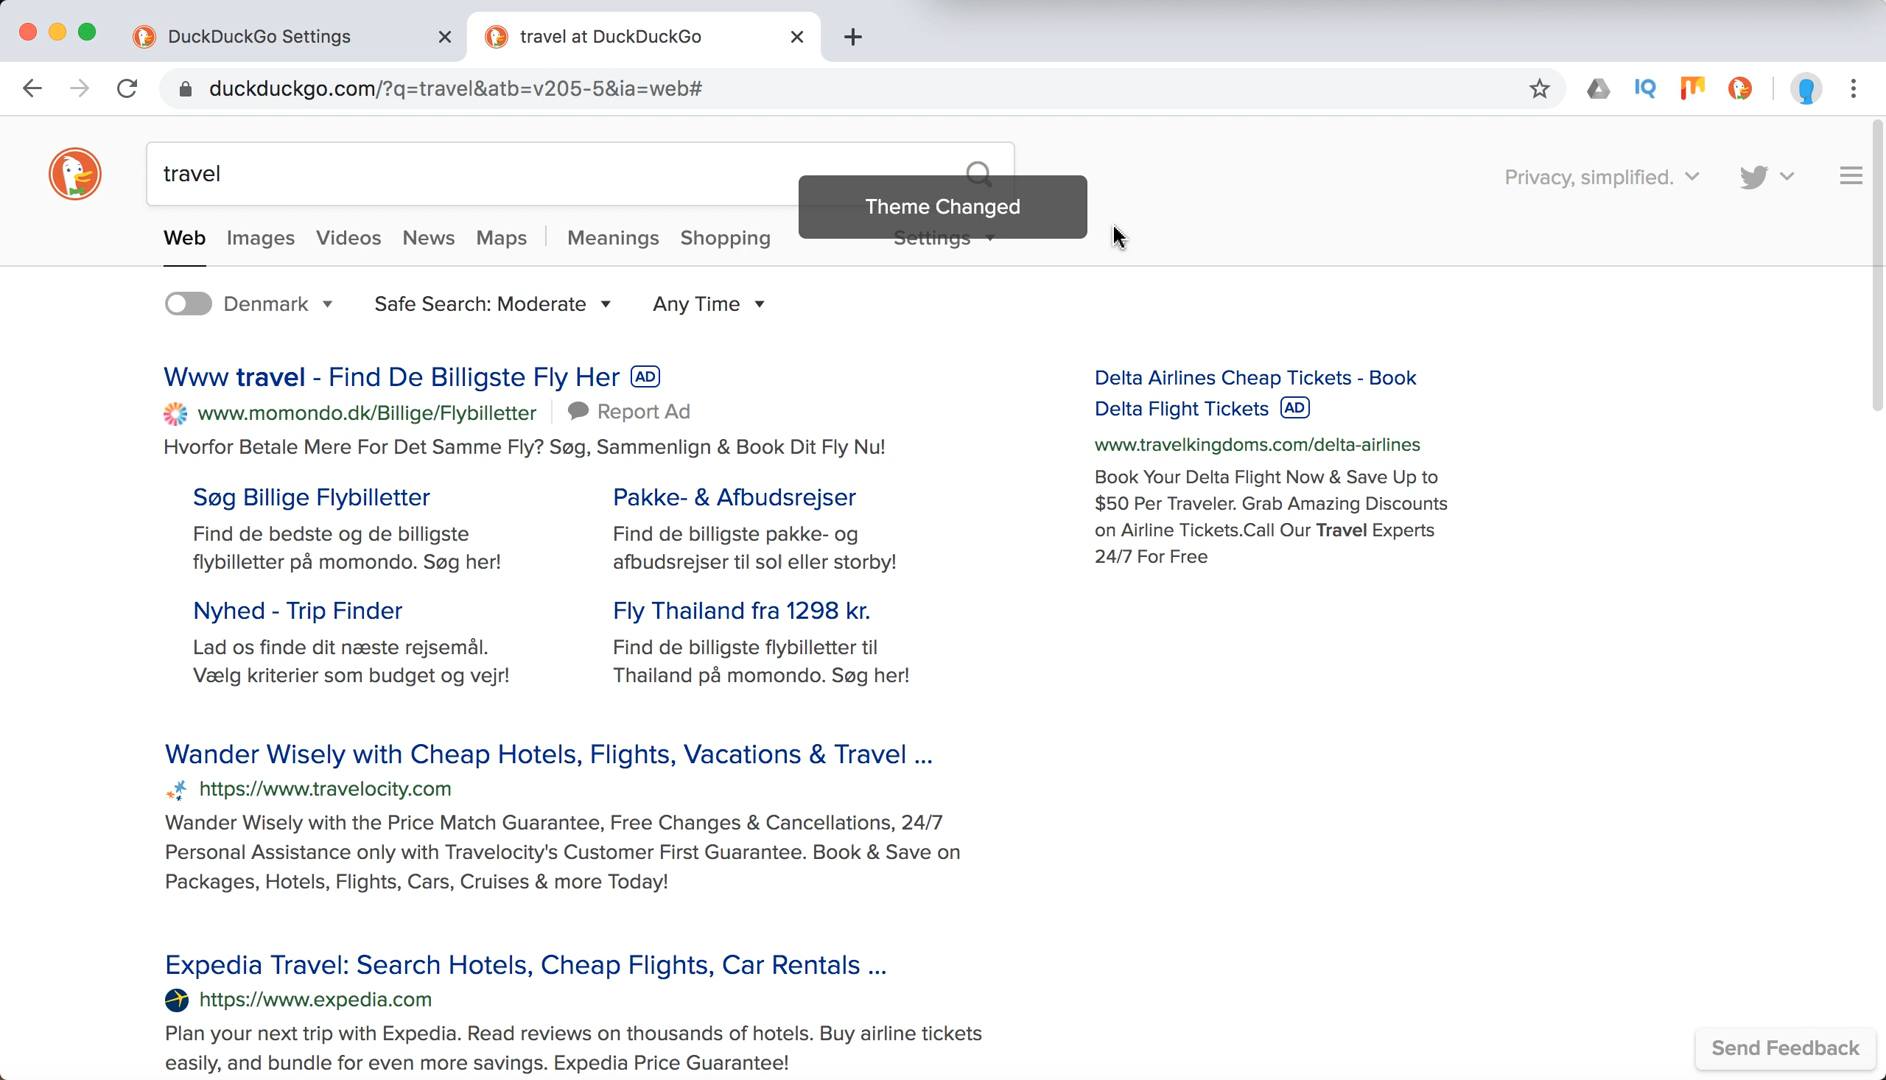 DuckDuckGo Settings
travel at DuckDuckGo
duckduckgo.com/?q=travel&atb=v205-5&ia=web#
IQ
travel
Theme Changed
Privacy, simplified.
Web Images Videos News Maps Meanings Shopping Settings
Denmark Safe Search: Moderate Any Time
Www travel - Find De Billigste Fly Her AD
www.momondo.dk/Billige/Flybilletter Report Ad
Hvorfor Betale Mere For Det Samme Fly? Søg, Sammenlign & Book Dit Fly Nu!
Søg Billige Flybilletter
Find de bedste og de billigste
flybilletter på momondo. Søg her!
Pakke- & Afbudsrejser
Find de billigste pakke- og
afbudsrejser til sol eller storby!
Nyhed - Trip Finder
Lad os finde dit næste rejsemål.
Vælg kriterier som budget og vejr!
Fly Thailand fra 1298 kr.
Find de billigste flybilletter til
Thailand på momondo. Søg her!
Delta Airlines Cheap Tickets - Book
Delta Flight Tickets AD
www.travelkingdoms.com/delta-airlines
Book Your Delta Flight Now & Save Up to
$50 Per Traveler. Grab Amazing Discounts
on Airline Tickets.Call Our Travel Experts
24/7 For Free
Wander Wisely with Cheap Hotels, Flights, Vacations & Travel ...
https://www.travelocity.com
Wander Wisely with the Price Match Guarantee, Free Changes & Cancellations, 24/7
Personal Assistance only with Travelocity's Customer First Guarantee. Book & Save on
Packages, Hotels, Flights, Cars, Cruises & more Today!
Expedia Travel: Search Hotels, Cheap Flights, Car Rentals ...
https://www.expedia.com
Plan your next trip with Expedia. Read reviews on thousands of hotels. Buy airline tickets
easily, and bundle for even more savings. Expedia Price Guarantee!
Send Feedback